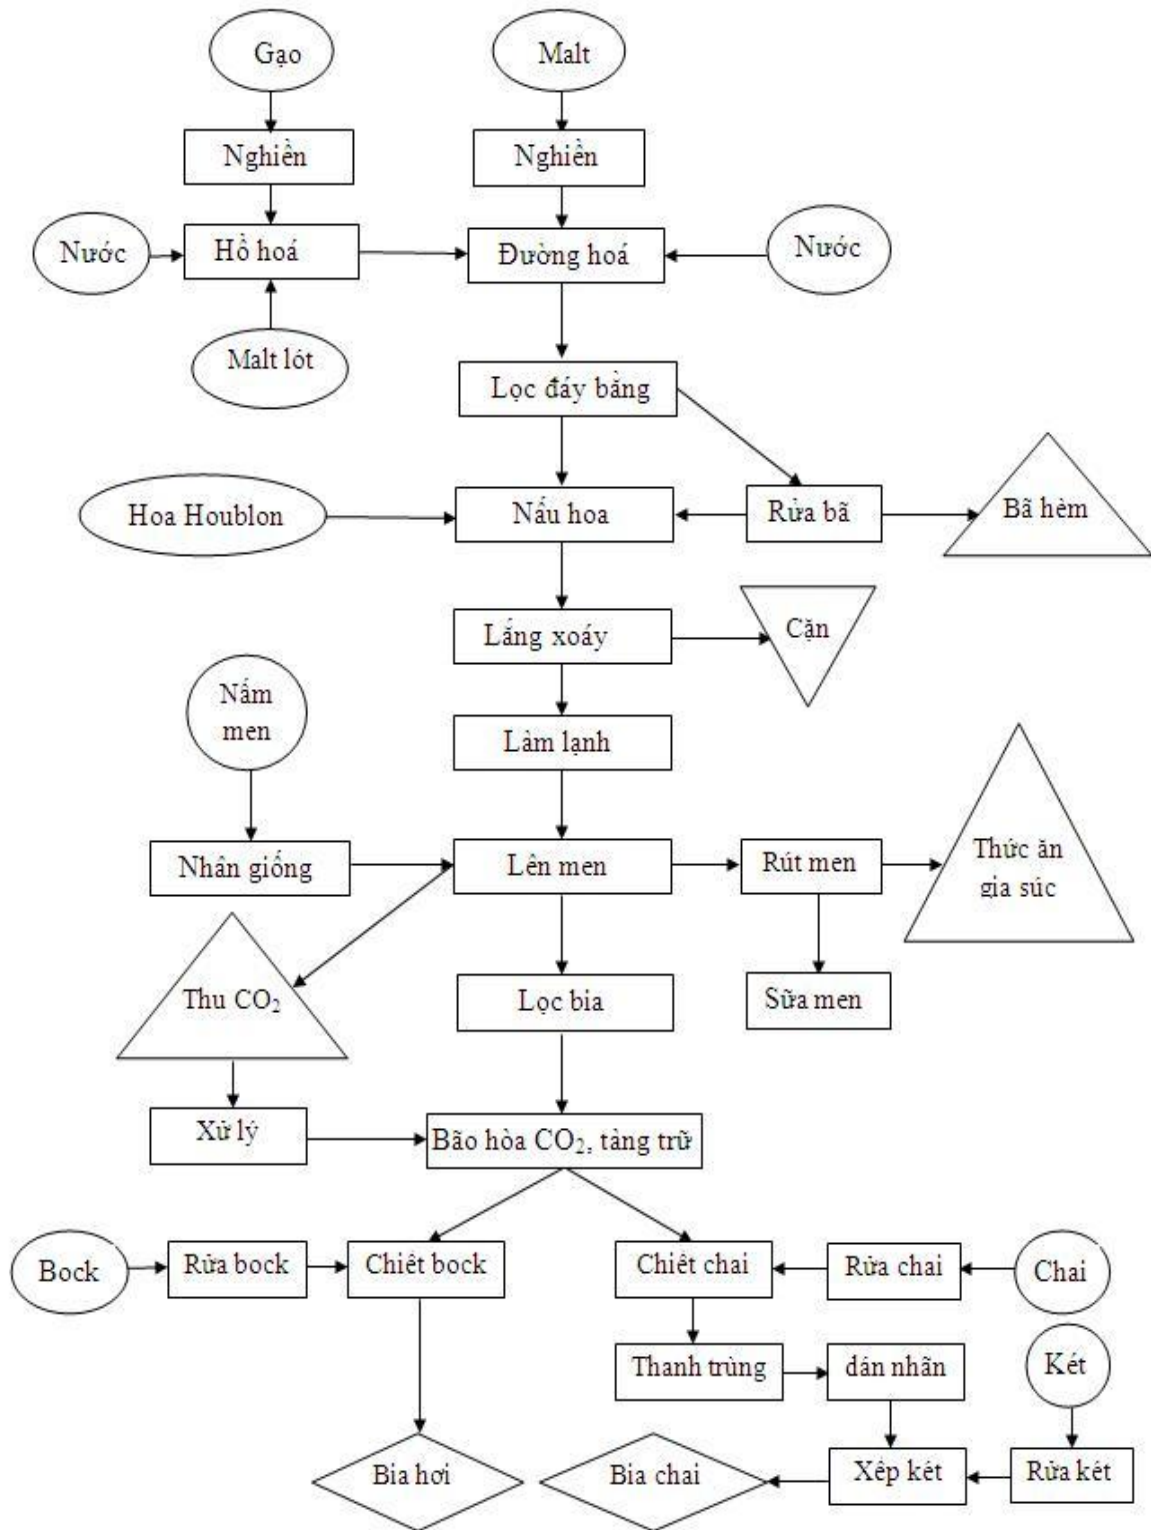 Gạo
Malt
Nghiền
Nghiền
Nước
Hồ hoá
Đường hoá
Nước
Malt lót
Lọc đáy bằng
Hoa Houblon
Nấu hoa
Rửa bã
Bã hèm
Lắng xoáy
Cặn
Nấm
men
Làm lạnh
Nhân giống
Lên men
Rút men
Thức ăn
gia súc
Thu CO₂
Lọc bia
Sữa men
Xử lý
Bão hòa CO₂, tàng trữ
Bock
Rửa bock
Chiết bock
Chiết chai
Rửa chai
Chai
Thanh trùng
dán nhãn
Két
Bia hơi
Bia chai
Xếp két
Rửa két